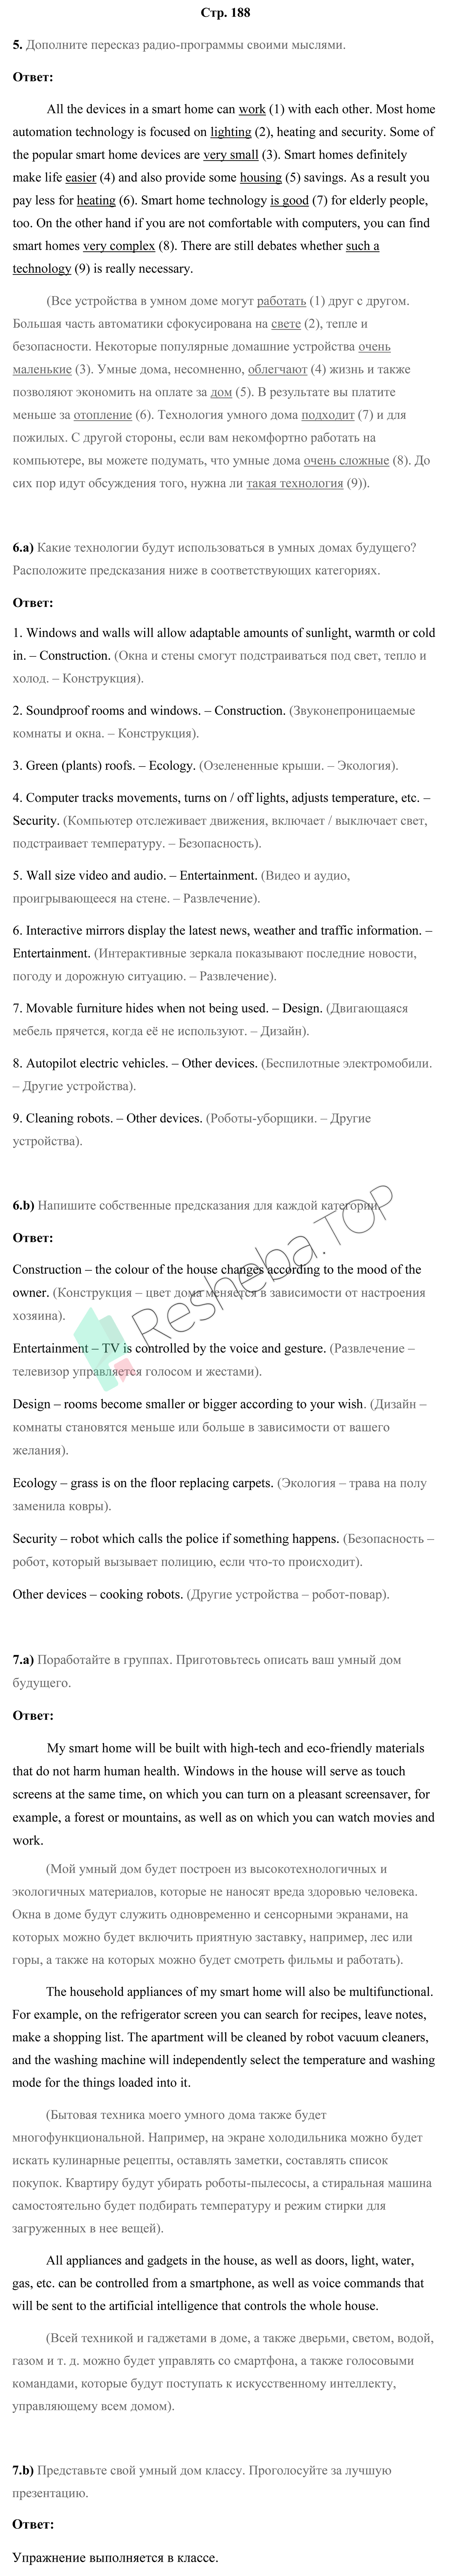 Стр. 188
5. Дополните пересказ радио-программы своими мыслями.
Ответ:
All the devices in a smart home can work (1) with each other. Most home
automation technology is focused on lighting (2), heating and security. Some of
the popular smart home devices are very small (3). Smart homes definitely
make life easier (4) and also provide some housing (5) savings. As a result you
pay less for heating (6). Smart home technology is good (7) for elderly people,
too. On the other hand if you are not comfortable with computers, you can find
smart homes very complex (8). There are still debates whether such a
technology (9) is really necessary.
(Все устройства в умном доме могут работать (1) друг с другом.
Большая часть автоматики сфокусирована на свете (2), тепле и
безопасности. Некоторые популярные домашние устройства очень
маленькие (3). Умные дома, несомненно, облегчают (4) жизнь и также
позволяют экономить на оплате за дом (5). В результате вы платите
меньше за отопление (6). Технология умного дома подходит (7) и для
пожилых. С другой стороны, если вам некомфортно работать на
компьютере, вы можете подумать, что умные дома очень сложные (8). До
сих пор идут обсуждения того, нужна ли такая технология (9)).
6.a) Какие технологии будут использоваться в умных домах будущего?
Расположите предсказания ниже в соответствующих категориях.
Ответ:
1. Windows and walls will allow adaptable amounts of sunlight, warmth or cold
in. – Construction. (Окна и стены смогут подстраиваться под свет, тепло и
холод. – Конструкция).
2. Soundproof rooms and windows. – Construction. (Звуконепроницаемые
комнаты и окна. – Конструкция).
3. Green (plants) roofs. – Ecology. (Озелененные крыши. – Экология).
4. Computer tracks movements, turns on / off lights, adjusts temperature, etc. –
Security. (Компьютер отслеживает движения, включает / выключает свет,
подстраивает температуру. – Безопасность).
5. Wall size video and audio. – Entertainment. (Видео и аудио,
проигрывающееся на стене. – Развлечение).
6. Interactive mirrors display the latest news, weather and traffic information. –
Entertainment. (Интерактивные зеркала показывают последние новости,
погоду и дорожную ситуацию. – Развлечение).
7. Movable furniture hides when not being used. – Design. (Двигающаяся
мебель прячется, когда её не используют. – Дизайн).
8. Autopilot electric vehicles. – Other devices. (Беспилотные электромобили.
– Другие устройства).
9. Cleaning robots. – Other devices. (Роботы-уборщики. – Другие
устройства).
6.b) Напишите собственные предсказания для каждой категории.
Ответ:
Construction – the colour of the house changes according to the mood of the
owner. (Конструкция – цвет дома меняется в зависимости от настроения
хозяина).
Entertainment – TV is controlled by the voice and gesture. (Развлечение –
телевизор управляется голосом и жестами).
Design – rooms become smaller or bigger according to your wish. (Дизайн –
комнаты становятся меньше или больше в зависимости от вашего
желания).
Ecology – grass is on the floor replacing carpets. (Экология – трава на полу
заменила ковры).
Security – robot which calls the police if something happens. (Безопасность –
робот, который вызывает полицию, если что-то происходит).
Other devices – cooking robots. (Другие устройства – робот-повар).
Resheba.TOP
7.a) Поработайте в группах. Приготовьтесь описать ваш умный дом
будущего.
Ответ:
My smart home will be built with high-tech and eco-friendly materials
that do not harm human health. Windows in the house will serve as touch
screens at the same time, on which you can turn on a pleasant screensaver, for
example, a forest or mountains, as well as on which you can watch movies and
work.
(Мой умный дом будет построен из высокотехнологичных и
экологичных материалов, которые не наносят вреда здоровью человека.
Окна в доме будут служить одновременно и сенсорными экранами, на
которых можно будет включить приятную заставку, например, лес или
горы, а также на которых можно будет смотреть фильмы и работать).
The household appliances of my smart home will also be multifunctional.
For example, on the refrigerator screen you can search for recipes, leave notes,
make a shopping list. The apartment will be cleaned by robot vacuum cleaners,
and the washing machine will independently select the temperature and washing
mode for the things loaded into it.
(Бытовая техника моего умного дома также будет
многофункциональной. Например, на экране холодильника можно будет
искать кулинарные рецепты, оставлять заметки, составлять список
покупок. Квартиру будут убирать роботы-пылесосы, а стиральная машина
самостоятельно будет подбирать температуру и режим стирки для
загруженных в нее вещей).
All appliances and gadgets in the house, as well as doors, light, water,
gas, etc. can be controlled from a smartphone, as well as voice commands that
will be sent to the artificial intelligence that controls the whole house.
(Всей техникой и гаджетами в доме, а также дверьми, светом, водой,
газом и т. д. можно будет управлять со смартфона, а также голосовыми
командами, которые будут поступать к искусственному интеллекту,
управляющему всем домом).
7.b) Представьте свой умный дом классу. Проголосуйте за лучшую
презентацию.
Ответ:
Упражнение выполняется в классе.